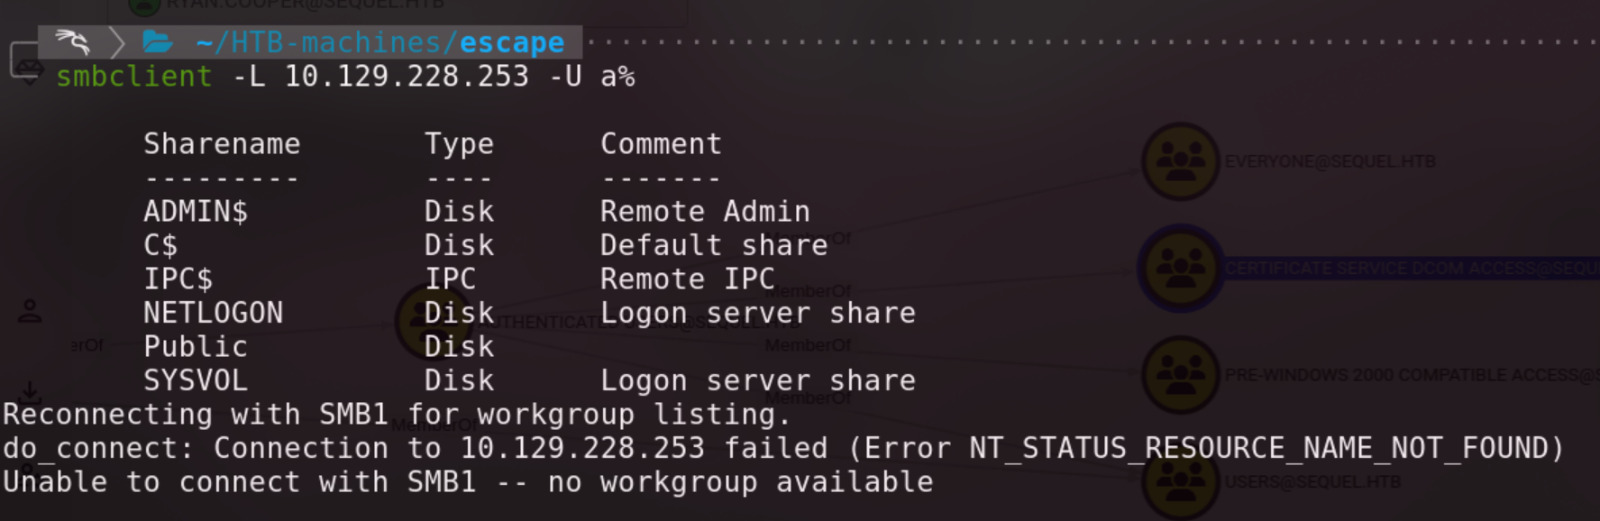 RYAN.COOPER@SEQUEL.HTB
~/HTB-machines/escape
smbclient -L 10.129.228.253 -U a%
Sharename Type Comment
--------- ---- -------
ADMIN$ Disk Remote Admin
C$ Disk Default share
IPC$ IPC Remote IPC
NETLOGON Disk Logon server share
Public Disk
SYSVOL Disk Logon server share
Reconnecting with SMB1 for workgroup listing.
do_connect: Connection to 10.129.228.253 failed (Error NT_STATUS_RESOURCE_NAME_NOT_FOUND)
Unable to connect with SMB1 -- no workgroup available
EVERYONE@SEQUEL.HTB
MemberOf
CERTIFICATE SERVICE DCOM ACCESS@SEQU
MemberOf
AUTHENTICATED USERS@SEQUEL.HTB
erOf
MemberOf
PRE-WINDOWS 2000 COMPATIBLE ACCESS@S
MemberOf
MemberOf
USERS@SEQUEL.HTB